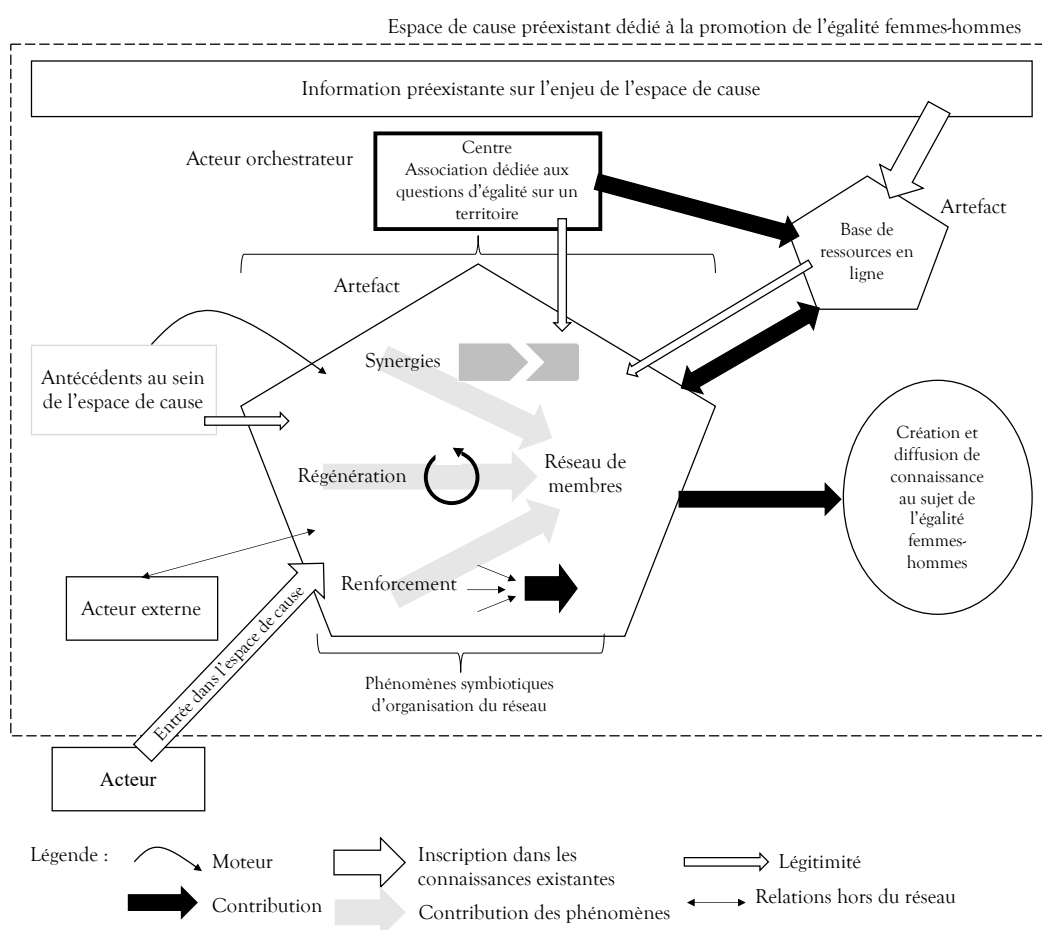 Espace de cause préexistant dédié à la promotion de l'égalité femmes-hommes
Information préexistante sur l'enjeu de l'espace de cause
Acteur orchestrateur
Centre
Association dédiée aux
questions d'égalité sur un
territoire
Artefact
Base de
ressources en
ligne
Artefact
Synergies
Antécédents au sein
de l'espace de cause
Régénération
Réseau de
membres
Création et
diffusion de
connaissance
au sujet de
l'égalité
femmes-
hommes
Renforcement
Acteur externe
Entrée dans l'espace de cause
Phénomènes symbiotiques
d'organisation du réseau
Acteur
Légende :
Moteur
Inscription dans les
connaissances existantes
Légitimité
Contribution
Contribution des phénomènes
Relations hors du réseau